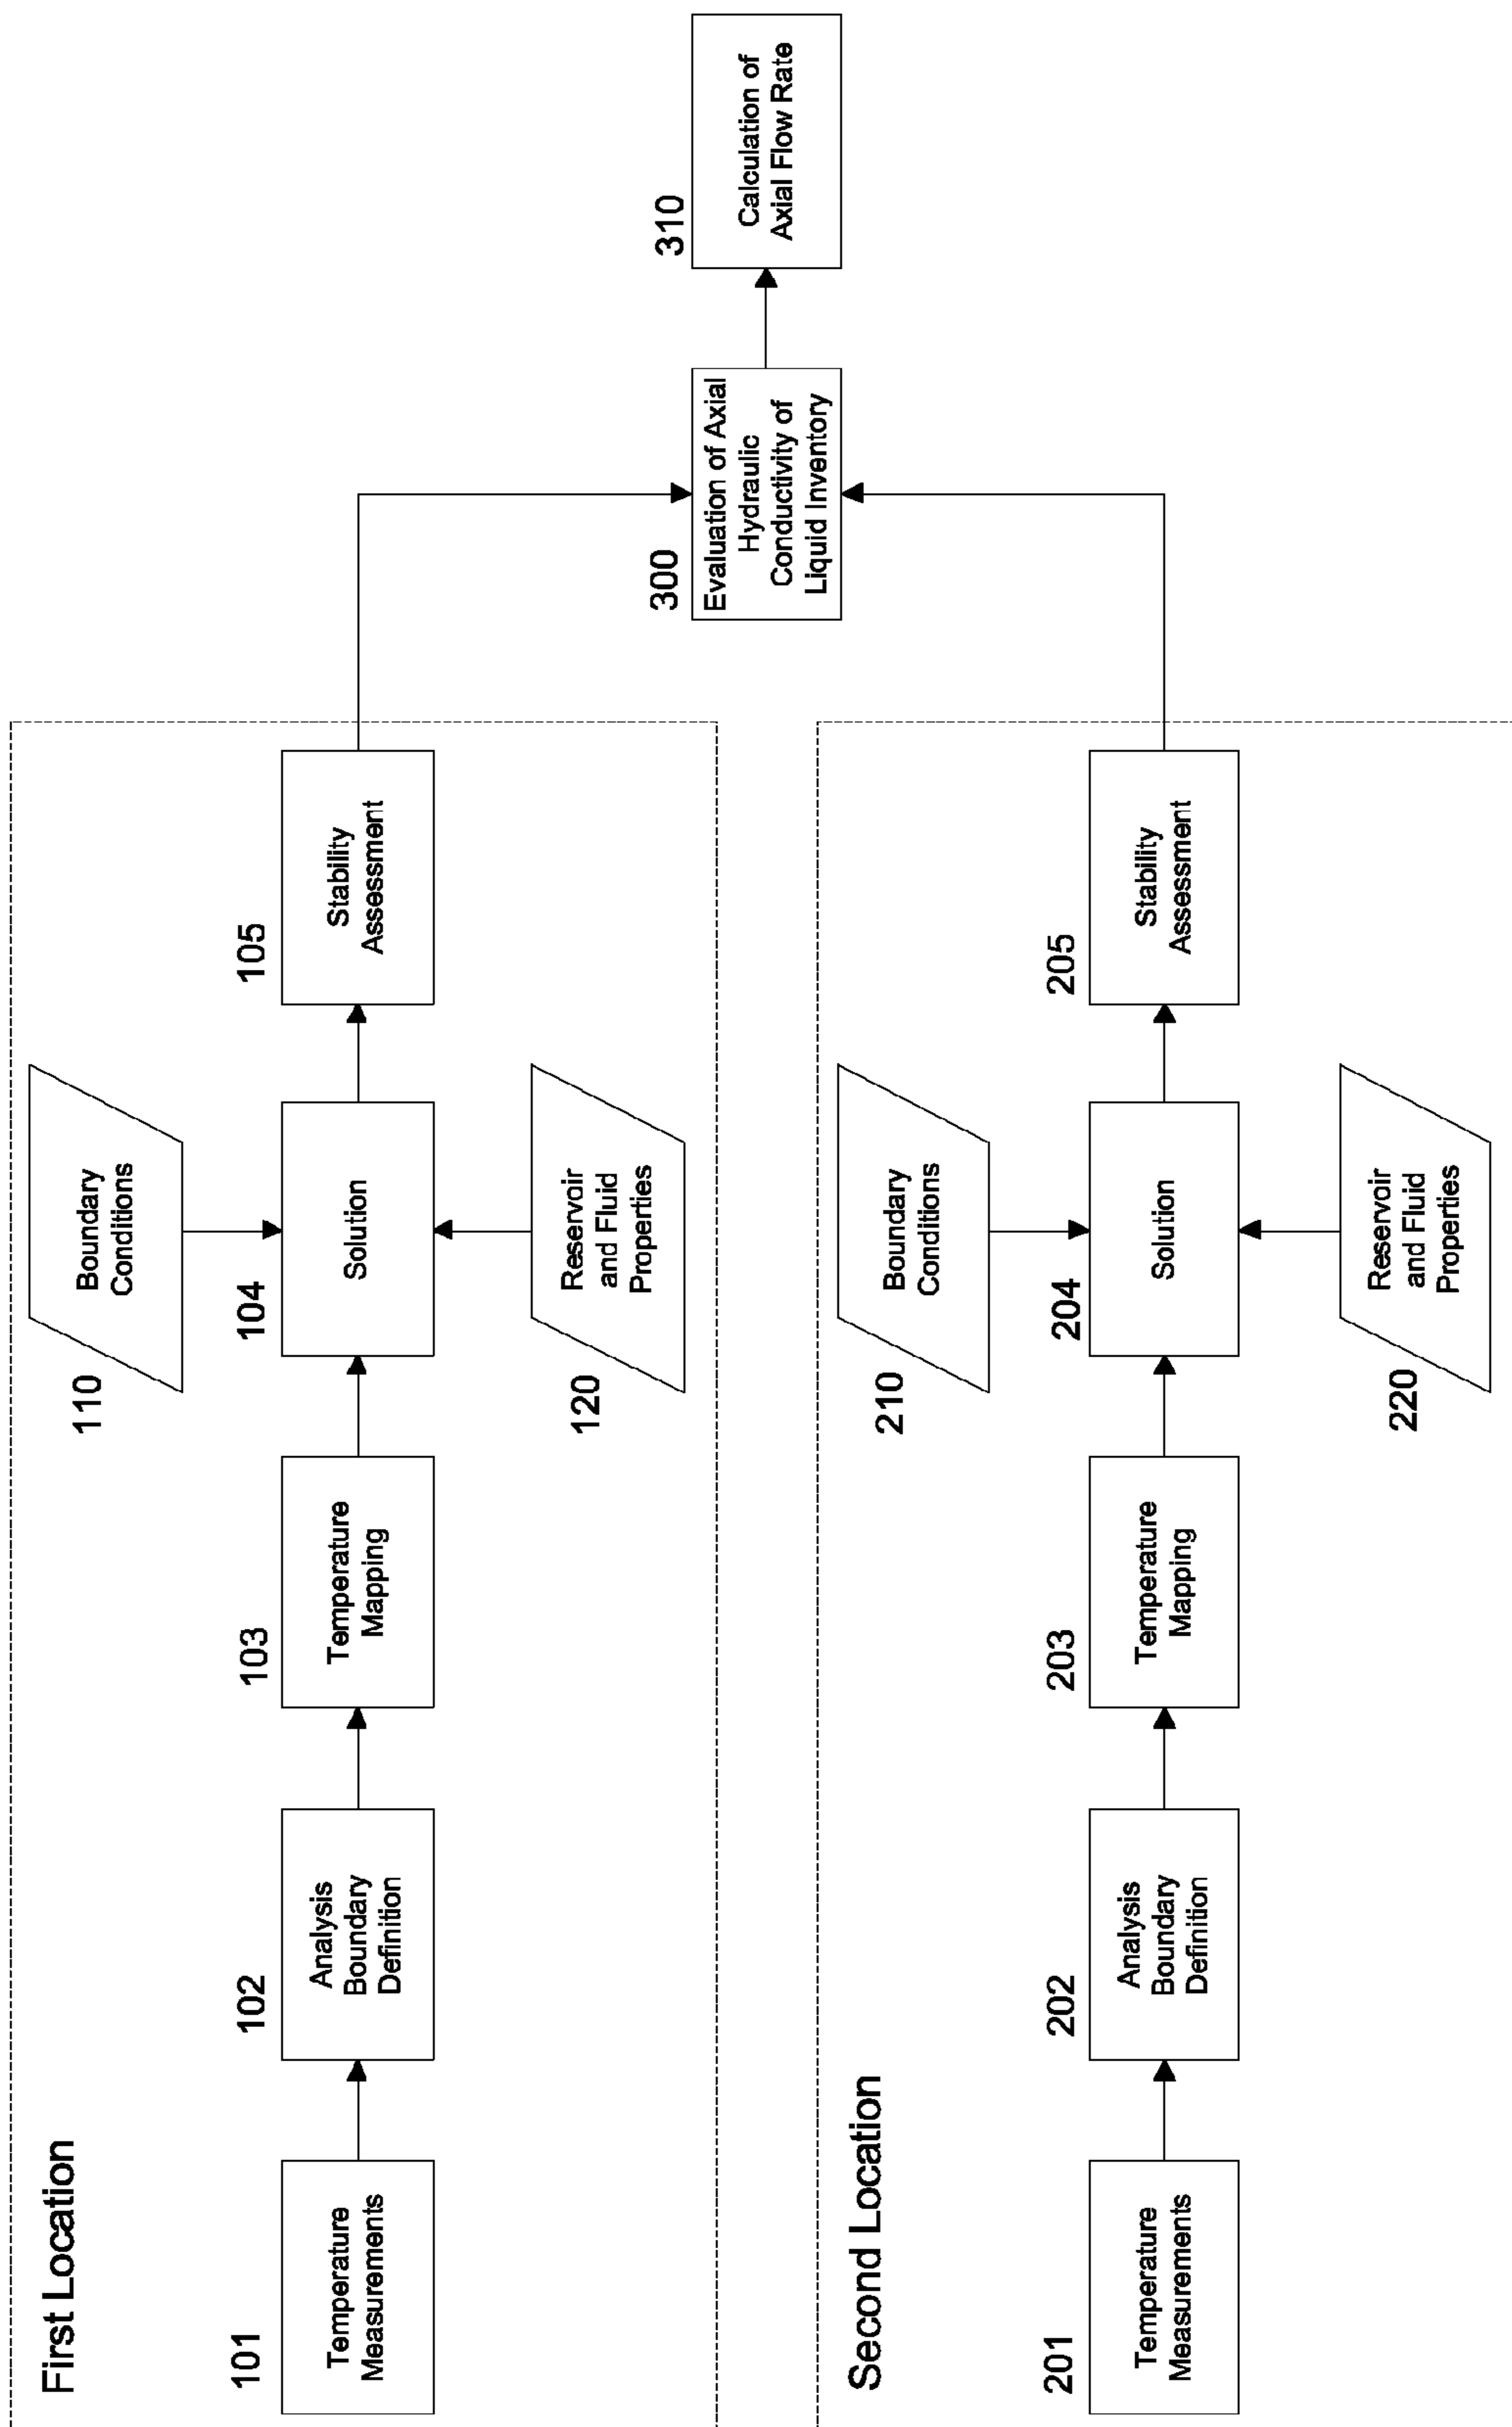 First Location
101
Temperature
Measurements
102
Analysis
Boundary
Definition
103
Temperature
Mapping
110
Boundary
Conditions
104
Solution
120
Reservoir
and Fluid
Properties
105
Stability
Assessment
Second Location
201
Temperature
Measurements
202
Analysis
Boundary
Definition
203
Temperature
Mapping
210
Boundary
Conditions
204
Solution
220
Reservoir
and Fluid
Properties
205
Stability
Assessment
300
Evaluation of Axial
Hydraulic
Conductivity of
Liquid Inventory
310
Calculation of
Axial Flow Rate